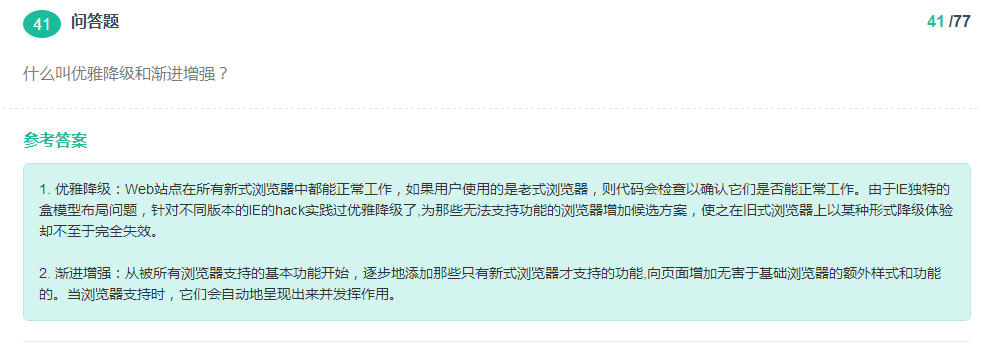 41 问答题 41 /77
什么叫优雅降级和渐进增强？
参考答案
1. 优雅降级：Web站点在所有新式浏览器中都能正常工作，如果用户使用的是老式浏览器，则代码会检查以确认它们是否能正常工作。由于IE独特的
盒模型布局问题，针对不同版本的IE的hack实践过优雅降级了,为那些无法支持功能的浏览器增加候选方案，使之在旧式浏览器上以某种形式降级体验
却不至于完全失效。
2. 渐进增强：从被所有浏览器支持的基本功能开始，逐步地添加那些只有新式浏览器才支持的功能,向页面增加无害于基础浏览器的额外样式和功能
的。当浏览器支持时，它们会自动地呈现出来并发挥作用。